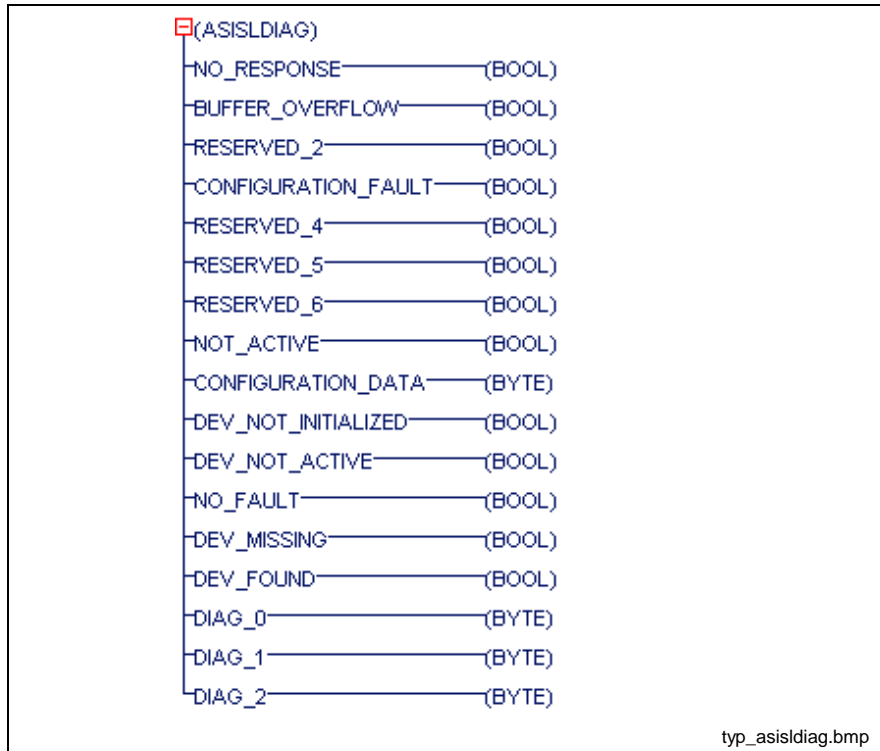 (ASISLDIAG)
NO_RESPONSE (BOOL)
BUFFER_OVERFLOW (BOOL)
RESERVED_2 (BOOL)
CONFIGURATION_FAULT (BOOL)
RESERVED_4 (BOOL)
RESERVED_5 (BOOL)
RESERVED_6 (BOOL)
NOT_ACTIVE (BOOL)
CONFIGURATION_DATA (BYTE)
DEV_NOT_INITIALIZED (BOOL)
DEV_NOT_ACTIVE (BOOL)
NO_FAULT (BOOL)
DEV_MISSING (BOOL)
DEV_FOUND (BOOL)
DIAG_0 (BYTE)
DIAG_1 (BYTE)
DIAG_2 (BYTE)
typ_asisldiag.bmp